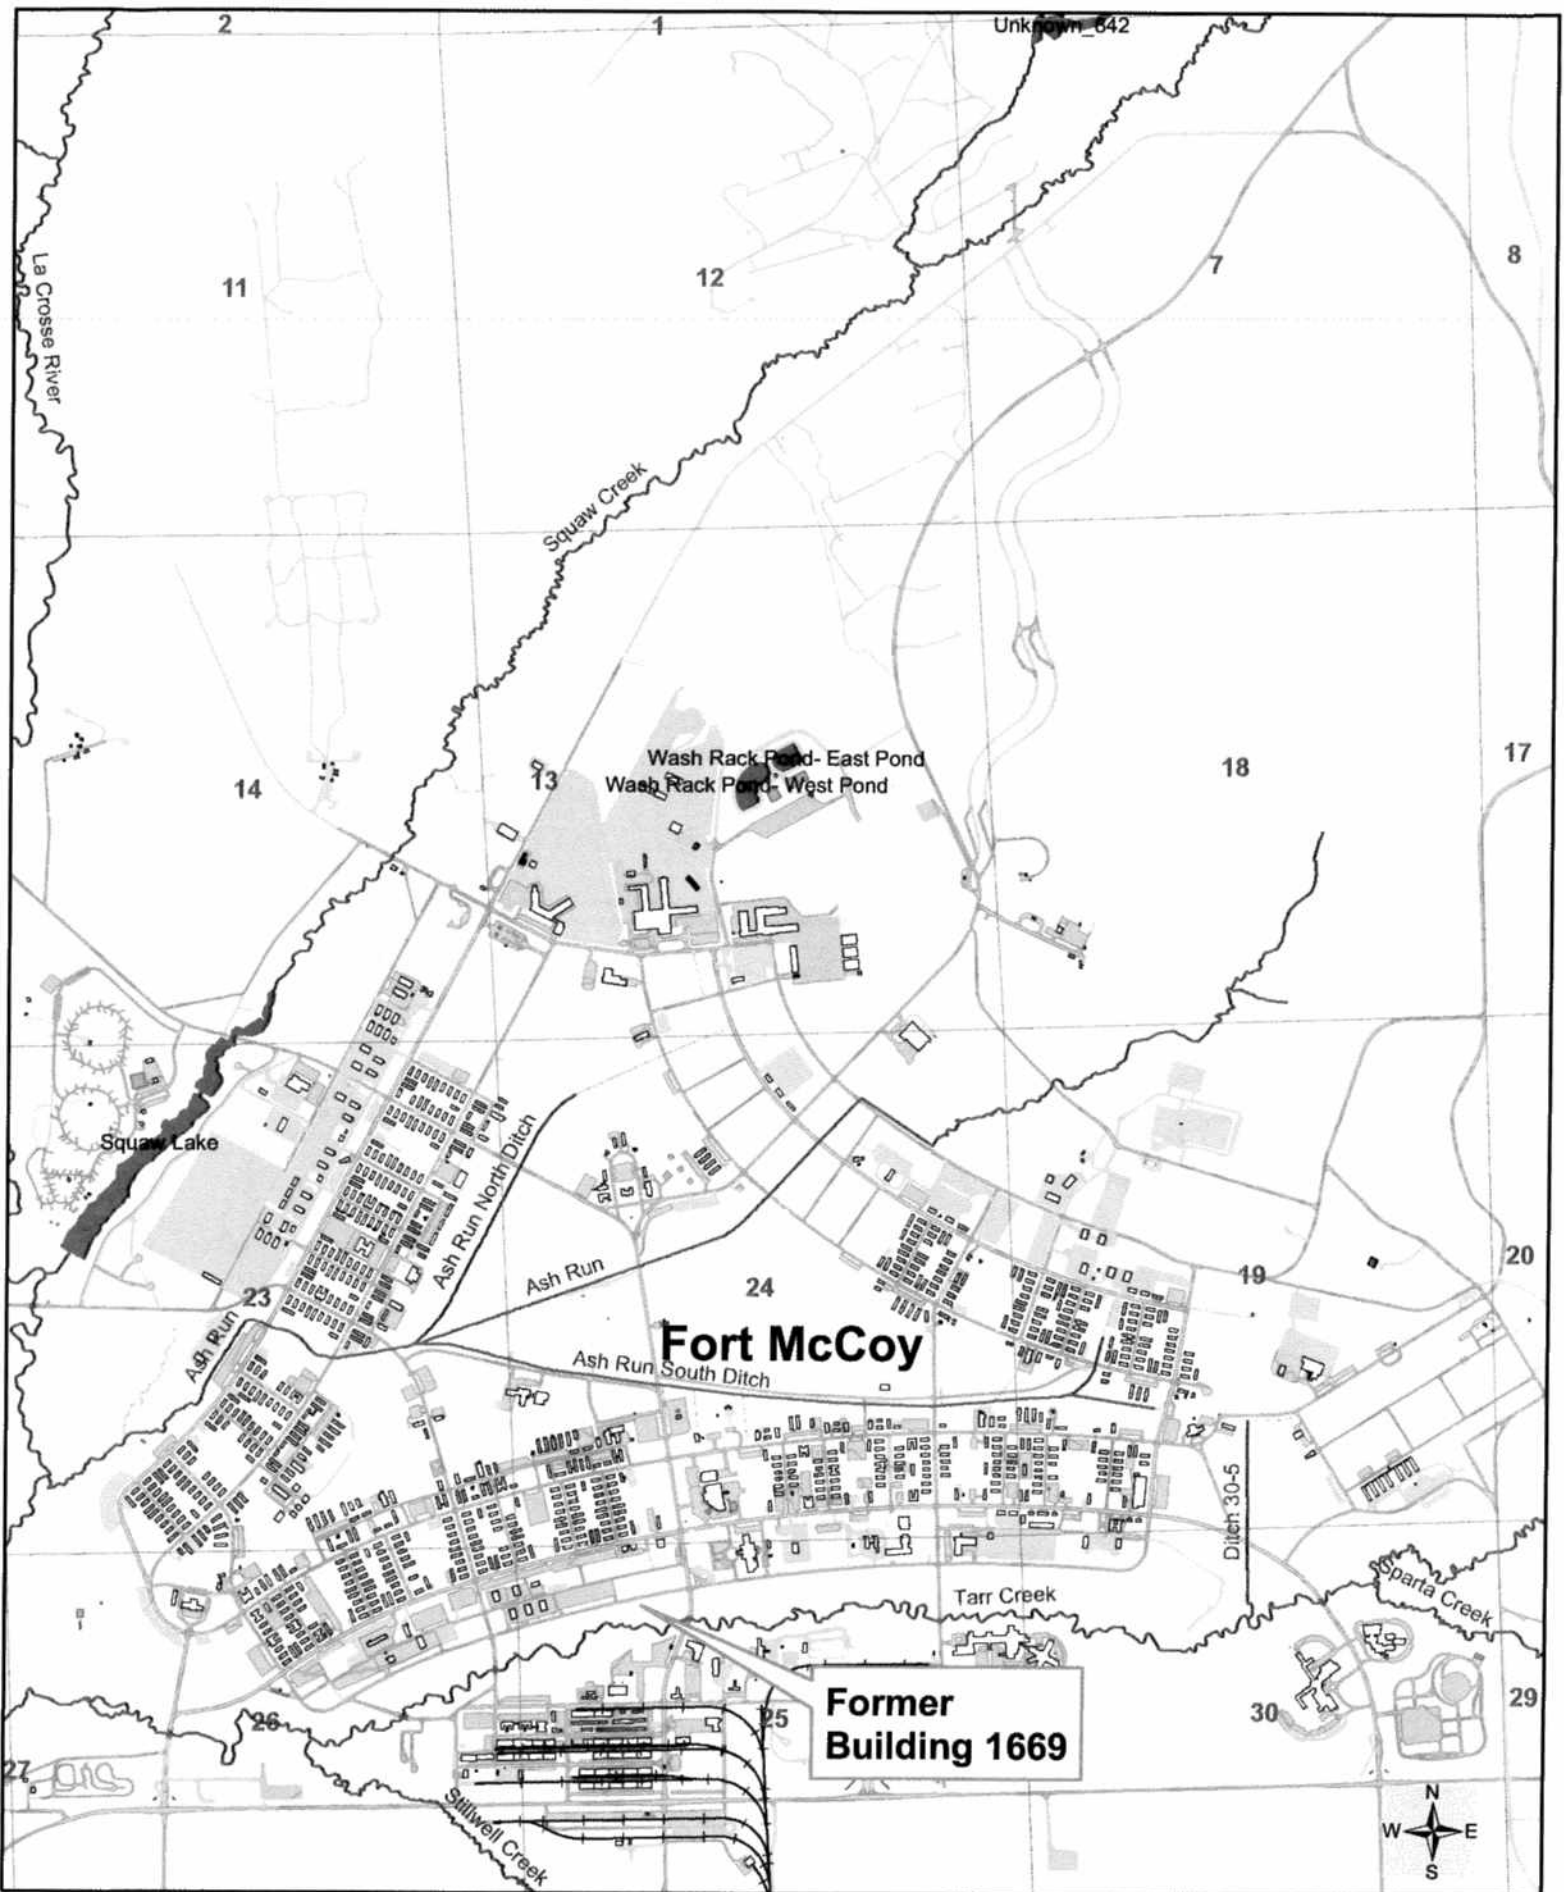 2
1
Unknown_642
La Crosse River
11
12
7
8
Squaw Creek
14
13
Wash Rack Pond- East Pond
Wash Rack Pond- West Pond
18
17
Squaw Lake
Ash Run North Ditch
Ash Run
24
19
20
23
Ash Run
Fort McCoy
Ash Run South Ditch
Ditch 30-5
Tarr Creek
Sparta Creek
Former
Building 1669
26
25
30
29
27
Stillwell Creek
N
W
E
S